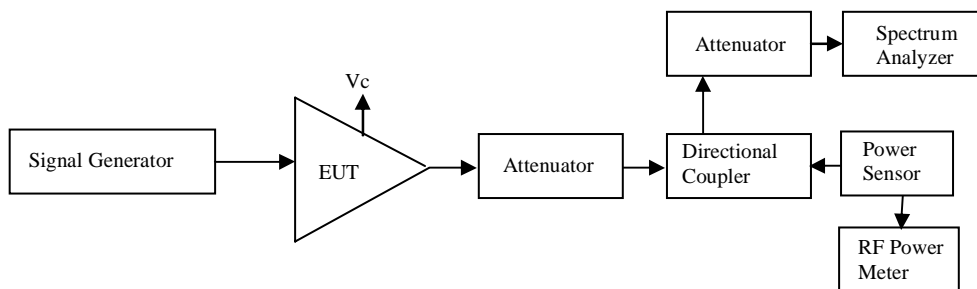 Attenuator
Spectrum
Analyzer
Vc
Signal Generator
EUT
Attenuator
Directional
Coupler
Power
Sensor
RF Power
Meter